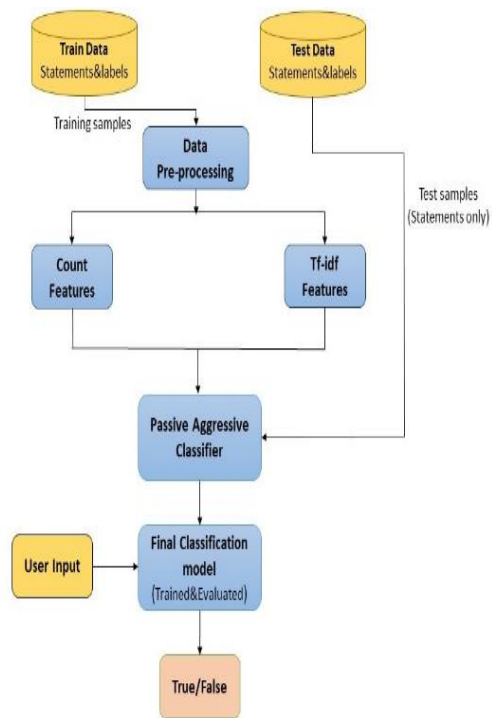 Train Data
Statements&labels
Test Data
Statements&labels
Training samples
Data
Pre-processing
Test samples
(Statements only)
Count
Features
Tf-idf
Features
Passive Aggressive
Classifier
User Input
Final Classification
model
(Trained&Evaluated)
True/False